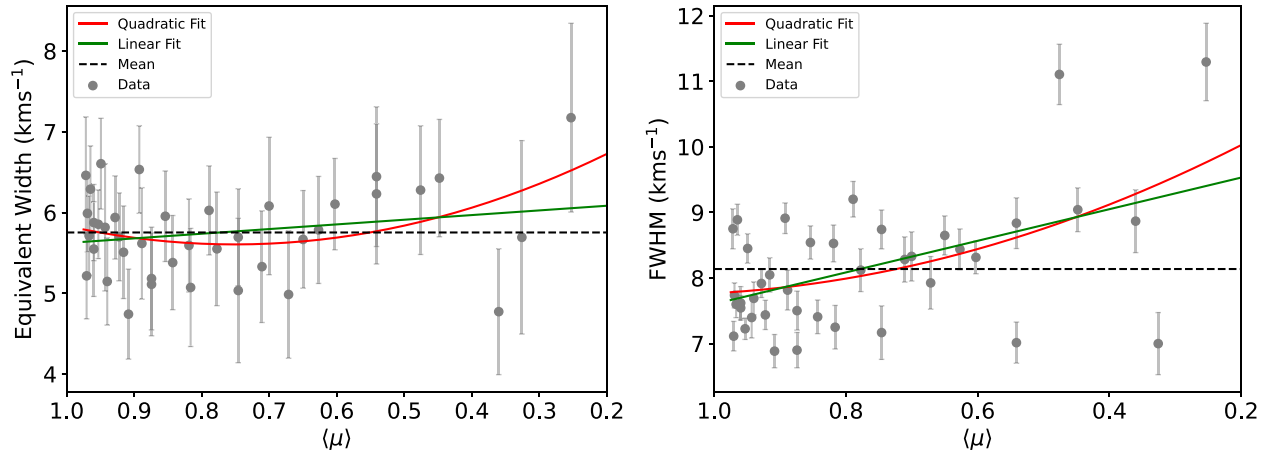 Quadratic Fit
Linear Fit
Mean
Data
Equivalent Width (kms⁻¹)
8
7
6
5
4
1.0 0.9 0.8 0.7 0.6 0.5 0.4 0.3 0.2
⟨μ⟩
Quadratic Fit
Linear Fit
Mean
Data
FWHM (kms⁻¹)
12
11
10
9
8
7
1.0 0.8 0.6 0.4 0.2
⟨μ⟩